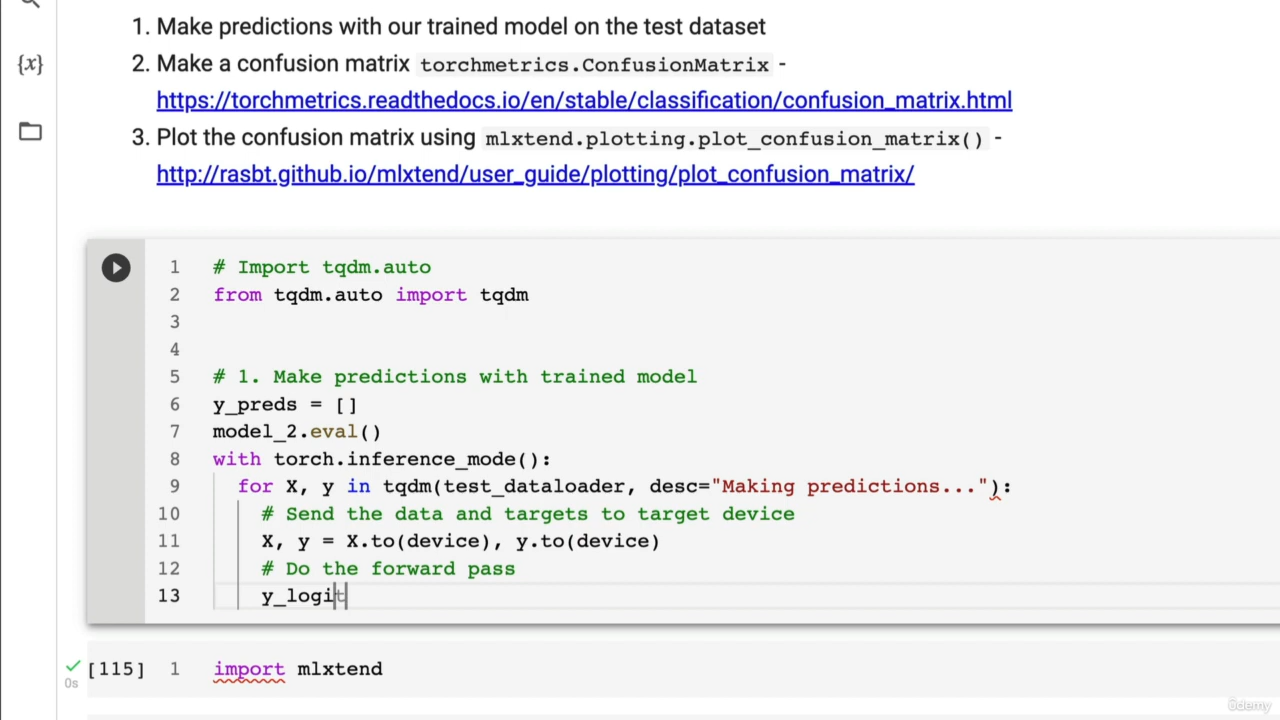 1. Make predictions with our trained model on the test dataset
{x}
2. Make a confusion matrix torchmetrics.ConfusionMatrix -
https://torchmetrics.readthedocs.io/en/stable/classification/confusion_matrix.html
3. Plot the confusion matrix using mlxtend.plotting.plot_confusion_matrix() -
http://rasbt.github.io/mlxtend/user_guide/plotting/plot_confusion_matrix/
1 # Import tqdm.auto
2 from tqdm.auto import tqdm
3
4
5 # 1. Make predictions with trained model
6 y_preds = []
7 model_2.eval()
8 with torch.inference_mode():
9 for X, y in tqdm(test_dataloader, desc="Making predictions..."):
10 # Send the data and targets to target device
11 X, y = X.to(device), y.to(device)
12 # Do the forward pass
13 y_logit
[115] 1 import mlxtend
0s
ûdemy